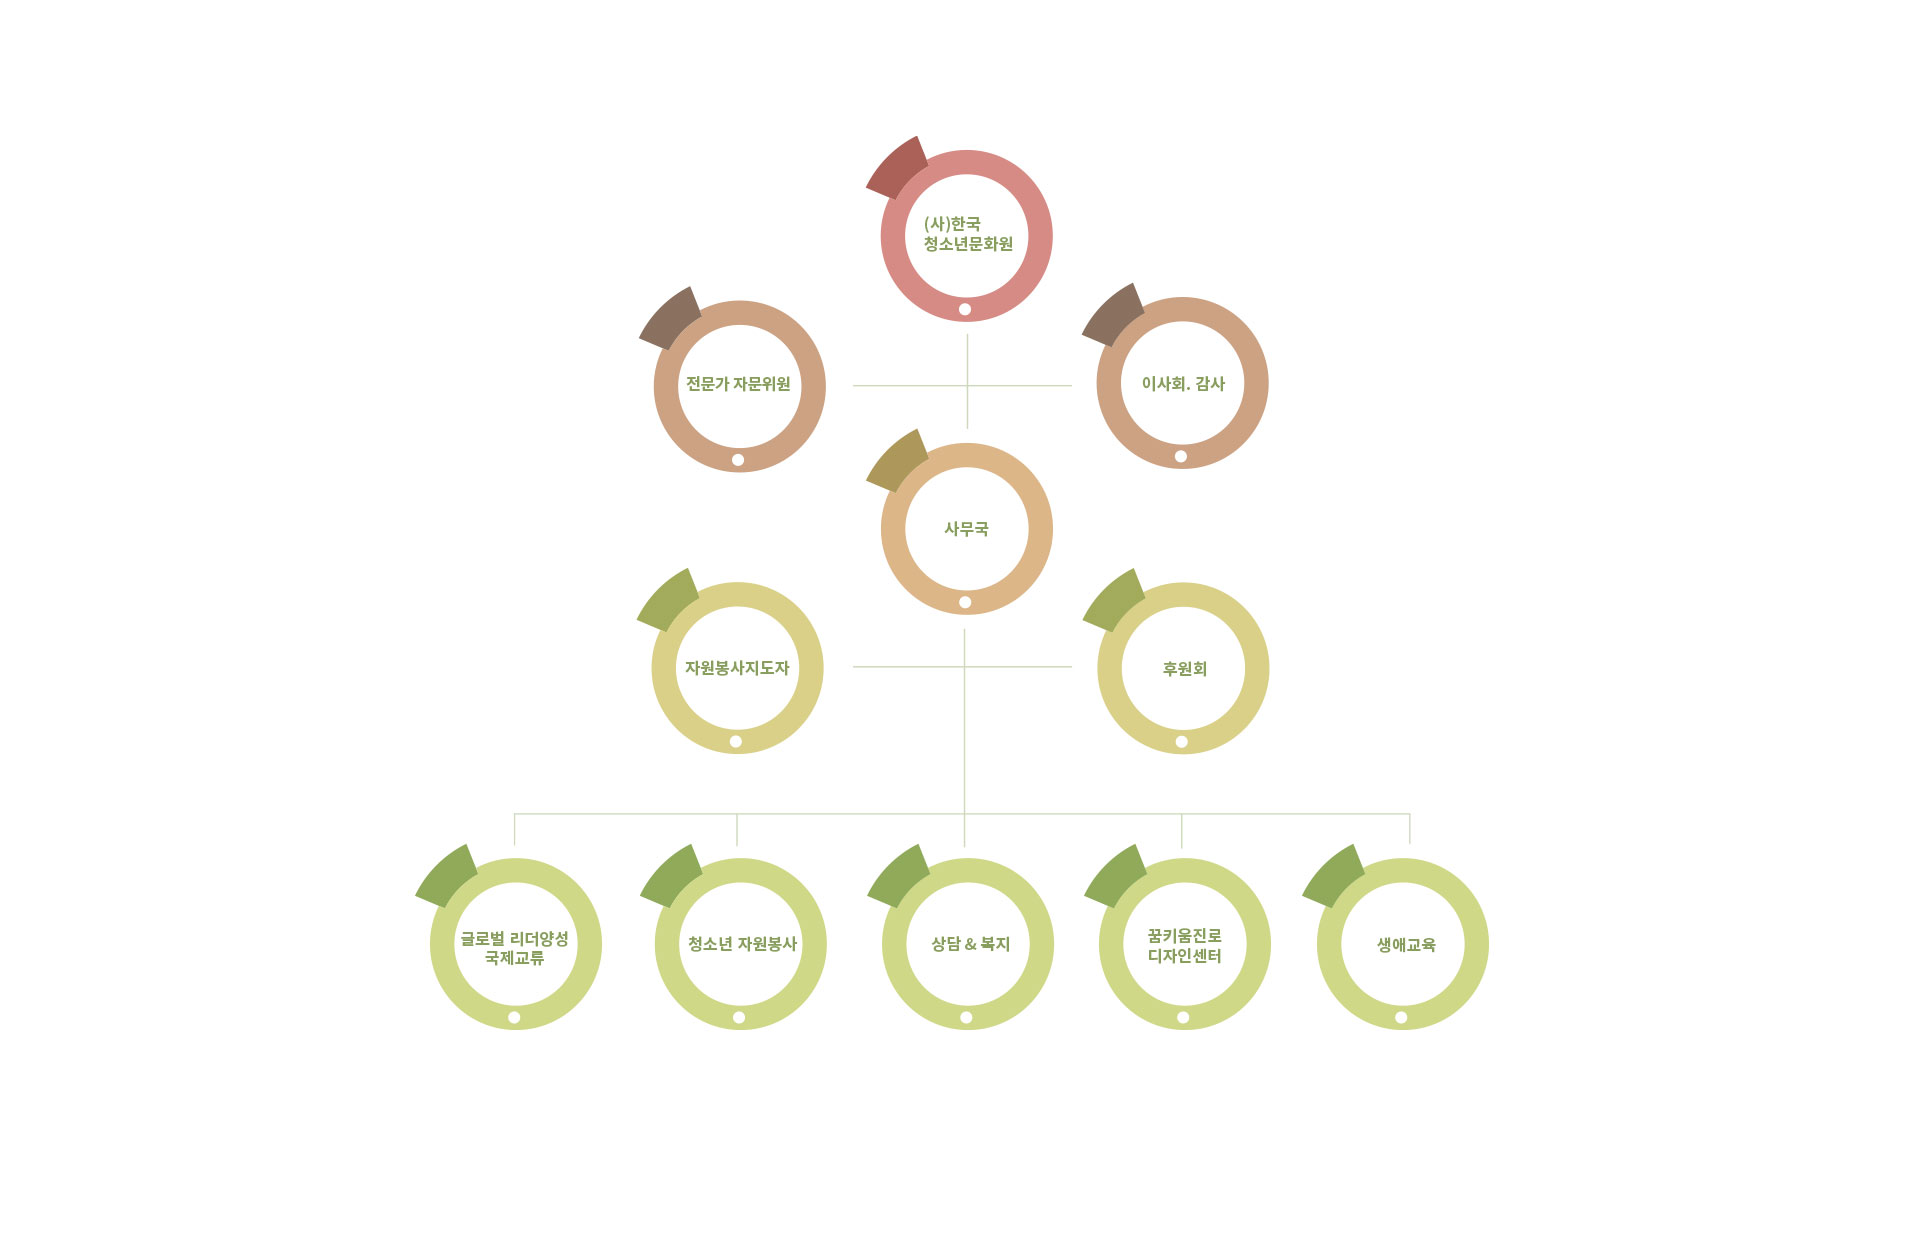 (사)한국
청소년문화원
전문가 자문위원
이사회. 감사
사무국
자원봉사지도자
후원회
글로벌 리더양성
국제교류
청소년 자원봉사
상담 & 복지
꿈키움진로
디자인센터
생애교육